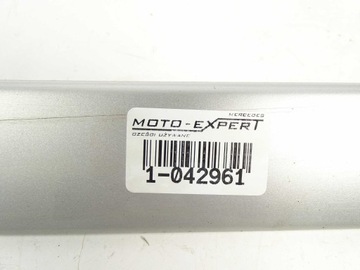 MERCEDES
MOTO-EXPERT
CZĘŚCI UŻYWANE
1-042961